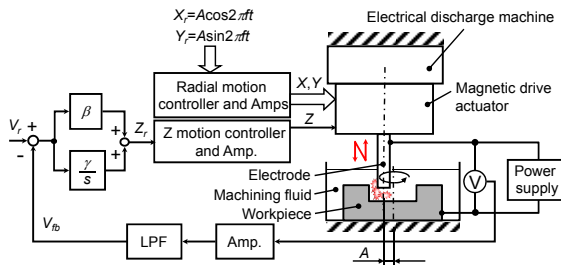 X_r=Acos2πft
Y_r=Asin2πft
Electrical discharge machine
Radial motion
controller and Amps
X,Y
Magnetic drive
actuator
V_r
+
-
β
γ
s
+
+
Z_r
Z motion controller
and Amp.
Z
Electrode
Machining fluid
Workpiece
V
Power
supply
V_fb
LPF
Amp.
A